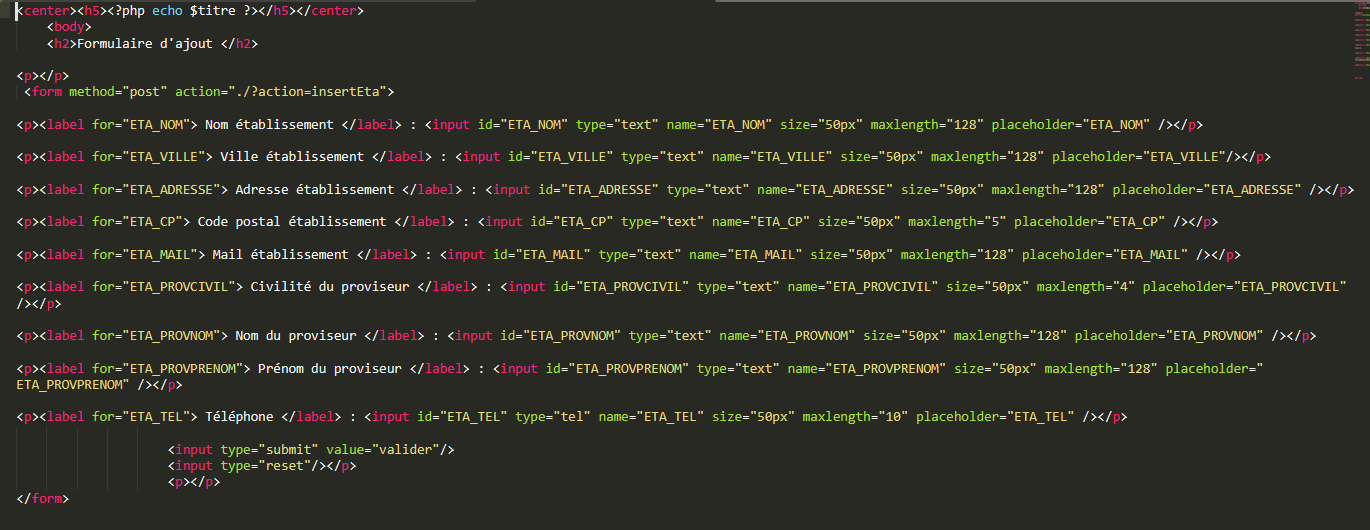 <center><h5><?php echo $titre ?></h5></center>
<body>
<h2>Formulaire d'ajout </h2>
<p></p>
<form method="post" action="./?action=insertEta">
<p><label for="ETA_NOM"> Nom établissement </label> : <input id="ETA_NOM" type="text" name="ETA_NOM" size="50px" maxlength="128" placeholder="ETA_NOM" /></p>
<p><label for="ETA_VILLE"> Ville établissement </label> : <input id="ETA_VILLE" type="text" name="ETA_VILLE" size="50px" maxlength="128" placeholder="ETA_VILLE"/></p>
<p><label for="ETA_ADRESSE"> Adresse établissement </label> : <input id="ETA_ADRESSE" type="text" name="ETA_ADRESSE" size="50px" maxlength="128" placeholder="ETA_ADRESSE" /></p>
<p><label for="ETA_CP"> Code postal établissement </label> : <input id="ETA_CP" type="text" name="ETA_CP" size="50px" maxlength="5" placeholder="ETA_CP" /></p>
<p><label for="ETA_MAIL"> Mail établissement </label> : <input id="ETA_MAIL" type="text" name="ETA_MAIL" size="50px" maxlength="128" placeholder="ETA_MAIL" /></p>
<p><label for="ETA_PROVCIVIL"> Civilité du proviseur </label> : <input id="ETA_PROVCIVIL" type="text" name="ETA_PROVCIVIL" size="50px" maxlength="4" placeholder="ETA_PROVCIVIL"
/></p>
<p><label for="ETA_PROVNOM"> Nom du proviseur </label> : <input id="ETA_PROVNOM" type="text" name="ETA_PROVNOM" size="50px" maxlength="128" placeholder="ETA_PROVNOM" /></p>
<p><label for="ETA_PROVPRENOM"> Prénom du proviseur </label> : <input id="ETA_PROVPRENOM" type="text" name="ETA_PROVPRENOM" size="50px" maxlength="128" placeholder="
ETA_PROVPRENOM" /></p>
<p><label for="ETA_TEL"> Téléphone </label> : <input id="ETA_TEL" type="tel" name="ETA_TEL" size="50px" maxlength="10" placeholder="ETA_TEL" /></p>
<input type="submit" value="valider"/>
<input type="reset"/></p>
<p></p>
</form>